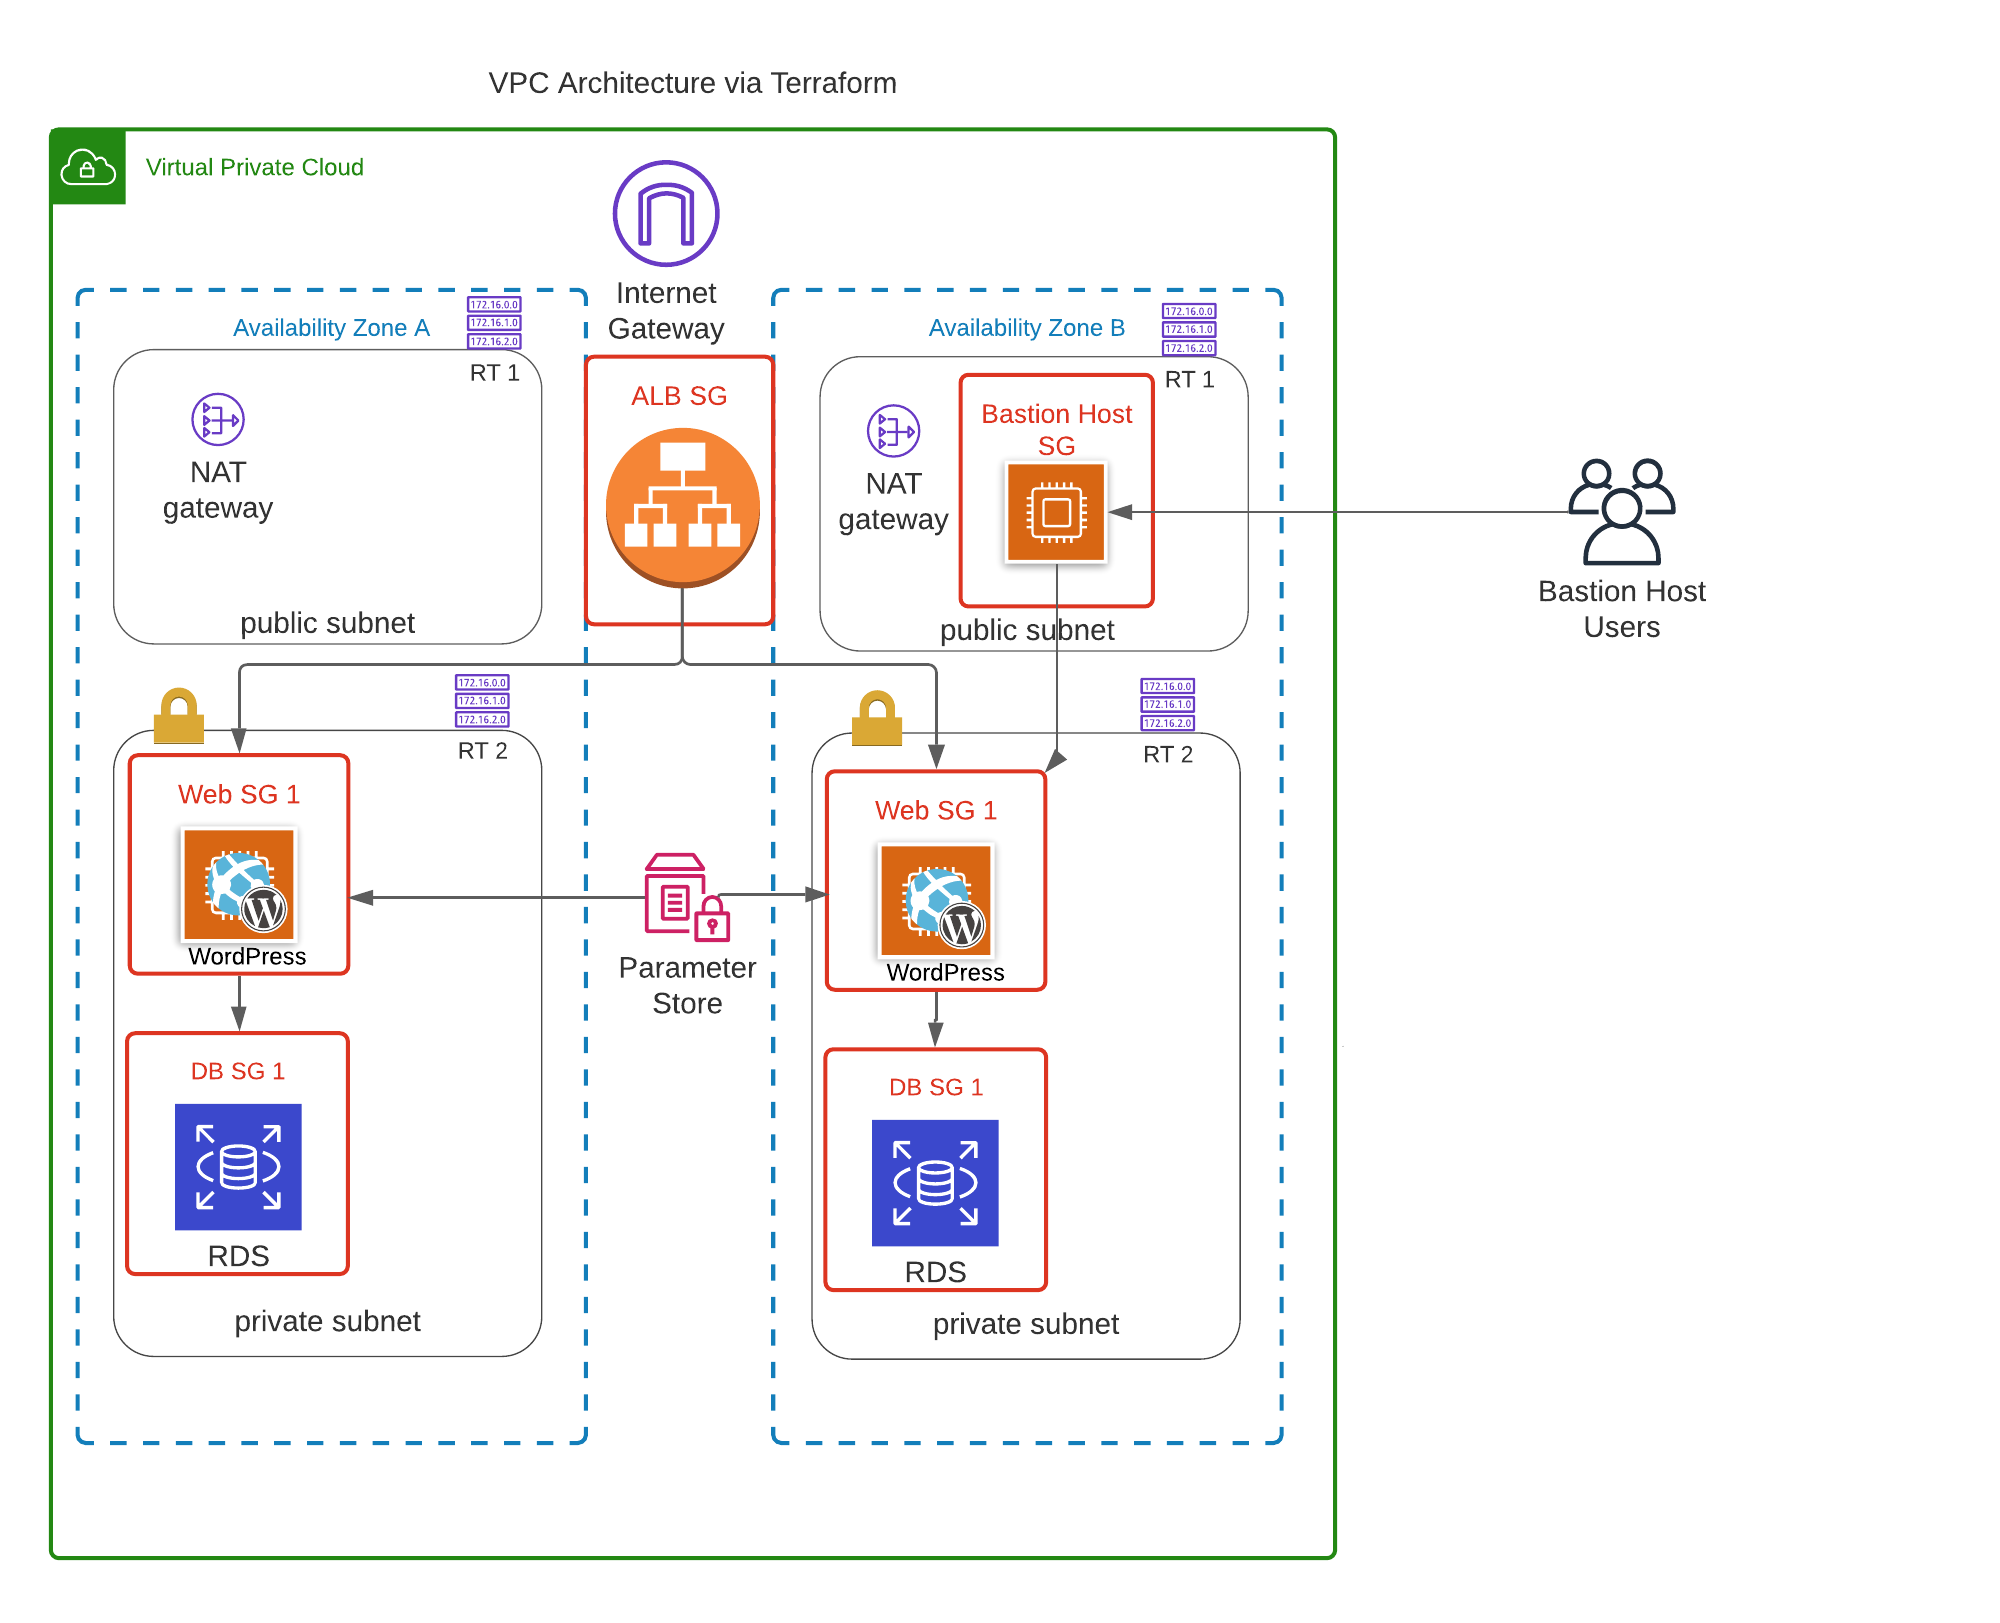 VPC Architecture via Terraform
Virtual Private Cloud
Internet
Gateway
Availability Zone A
172.16.0.0
172.16.1.0
172.16.2.0
RT 1
NAT
gateway
public subnet
ALB SG
Availability Zone B
172.16.0.0
172.16.1.0
172.16.2.0
RT 1
NAT
gateway
Bastion Host
SG
public subnet
Bastion Host
Users
172.16.0.0
172.16.1.0
172.16.2.0
RT 2
Web SG 1
W
WordPress
DB SG 1
RDS
private subnet
Parameter
Store
172.16.0.0
172.16.1.0
172.16.2.0
RT 2
Web SG 1
W
WordPress
DB SG 1
RDS
private subnet